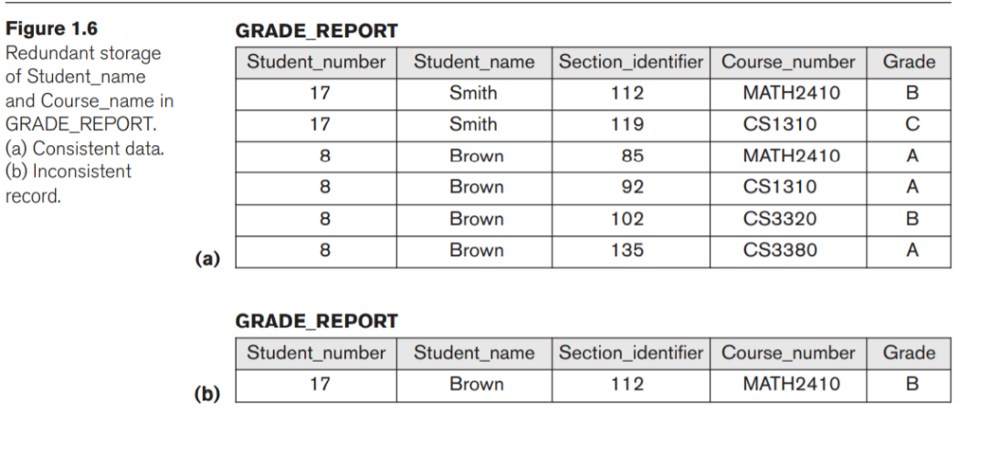 Figure 1.6
Redundant storage
of Student_name
and Course_name in
GRADE_REPORT.
(a) Consistent data.
(b) Inconsistent
record.
GRADE_REPORT
Student_number Student_name Section_identifier Course_number Grade
17 Smith 112 MATH2410 B
17 Smith 119 CS1310 C
8 Brown 85 MATH2410 A
8 Brown 92 CS1310 A
8 Brown 102 CS3320 B
(a) 8 Brown 135 CS3380 A
GRADE_REPORT
Student_number Student_name Section_identifier Course_number Grade
(b) 17 Brown 112 MATH2410 B